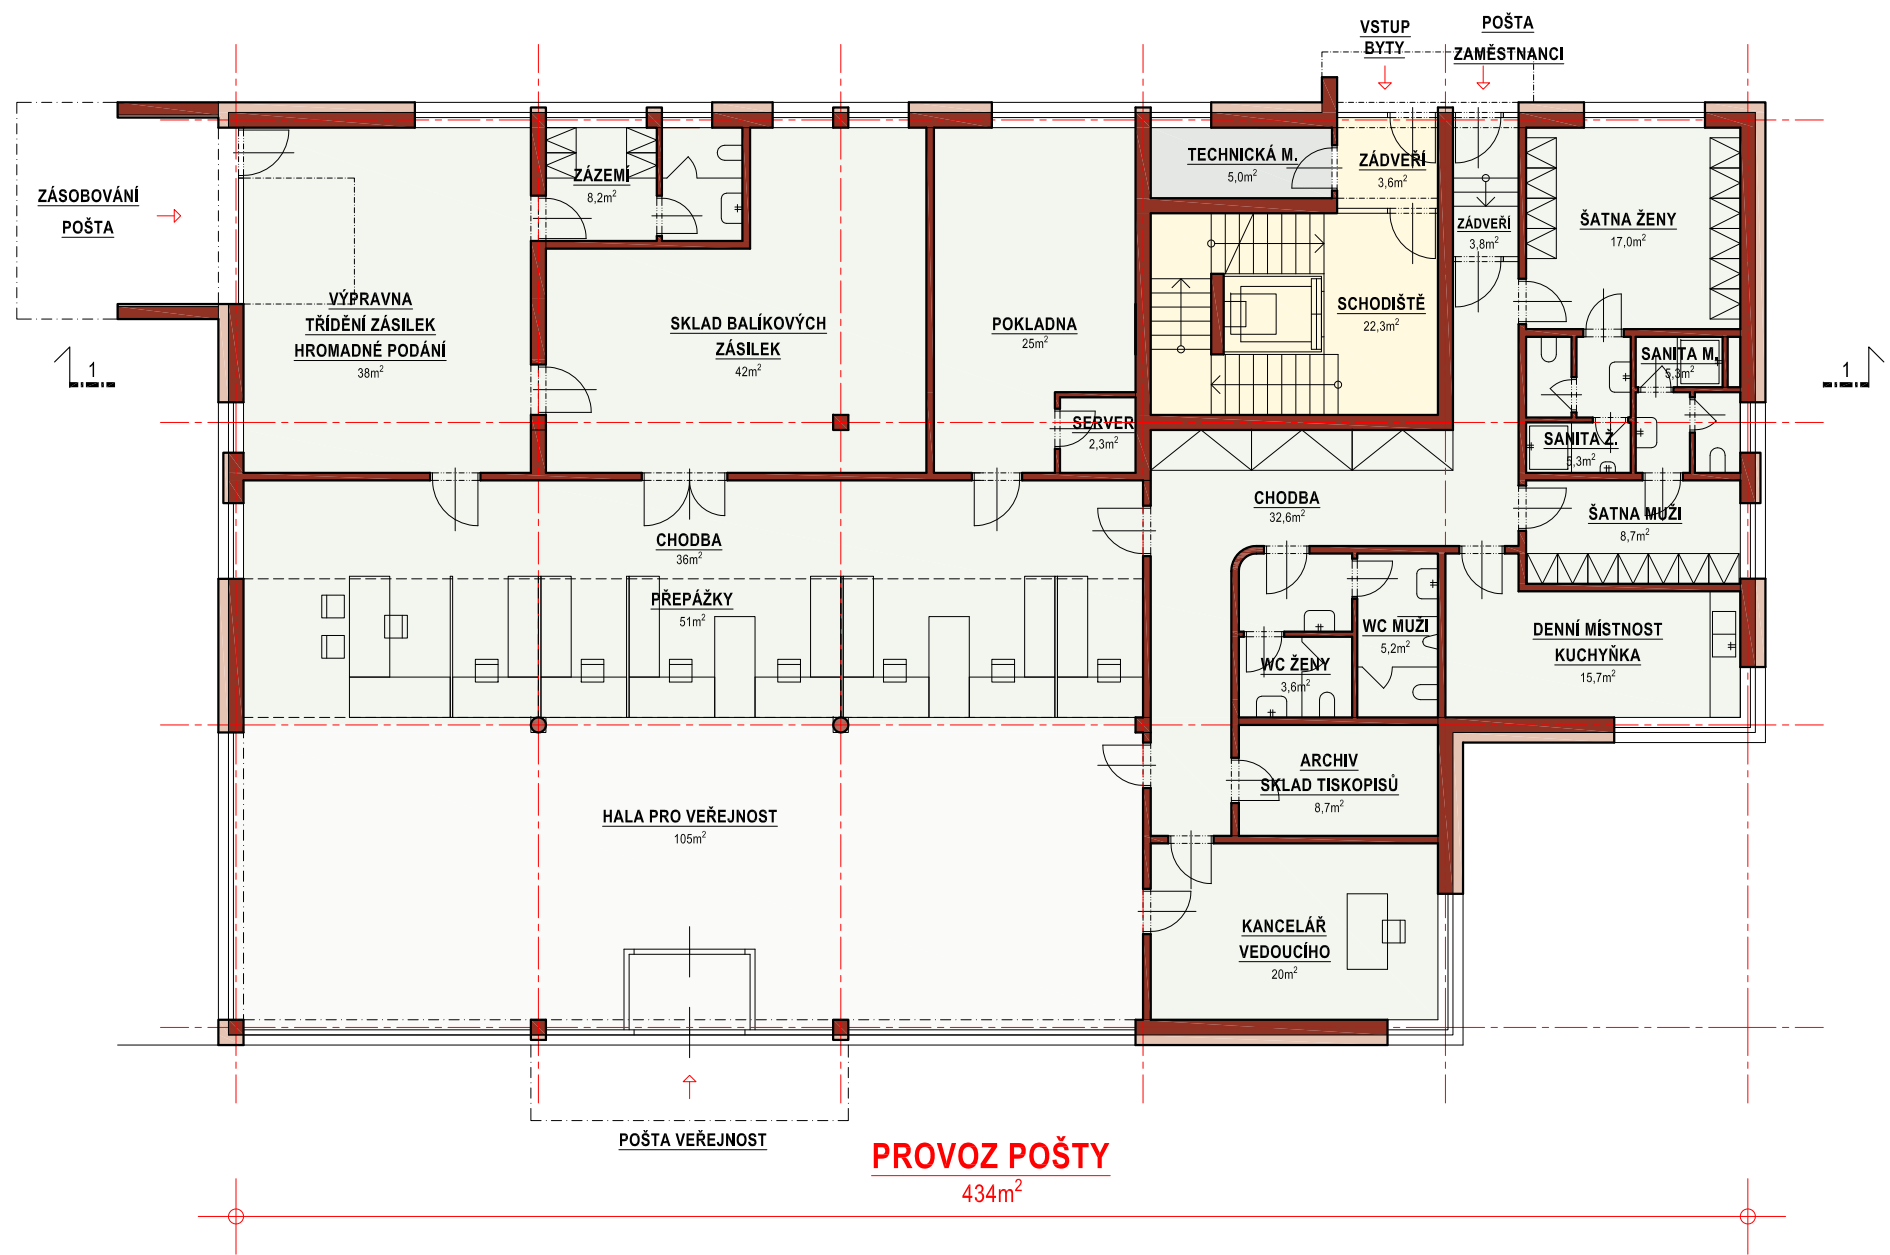 VSTUP
BYTY
POŠTA
ZAMĚSTNANCI
ZÁSOBOVÁNÍ
POŠTA
ZÁZEMÍ
8,2m²
TECHNICKÁ M.
5,0m²
ZÁDVEŘÍ
3,6m²
ZÁDVEŘÍ
3,8m²
ŠATNA ŽENY
17,0m²
VÝPRAVNA
TŘÍDĚNÍ ZÁSILEK
HROMADNÉ PODÁNÍ
38m²
SKLAD BALÍKOVÝCH
ZÁSILEK
42m²
POKLADNA
25m²
SCHODIŠTĚ
22,3m²
SANITA M.
5,3m²
1
1
SERVER
2,3m²
SANITA Ž.
5,3m²
CHODBA
36m²
CHODBA
32,6m²
ŠATNA MUŽI
8,7m²
PŘEPÁŽKY
51m²
WC MUŽI
5,2m²
WC ŽENY
3,6m²
DENNÍ MÍSTNOST
KUCHYŇKA
15,7m²
ARCHIV
SKLAD TISKOPISŮ
8,7m²
HALA PRO VEŘEJNOST
105m²
KANCELÁŘ
VEDOUCÍHO
20m²
POŠTA VEŘEJNOST
PROVOZ POŠTY
434m²